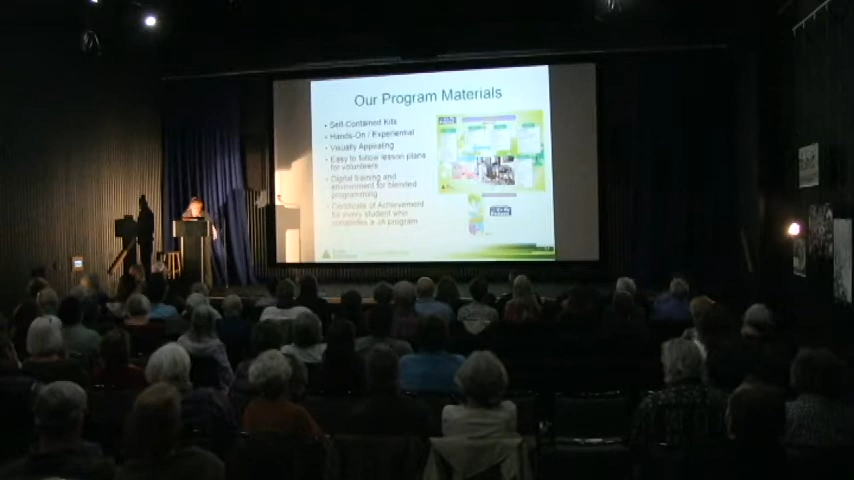 Our Program Materials
• Self-Contained Kits
• Hands-On / Experiential
• Visually Appealing
• Easy to follow lesson plans
for volunteers
• Digital training and
environment for blended
programming
• Certificate of Achievement
for every student who
completes a JA program